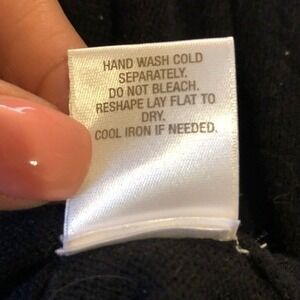 HAND WASH COLD
SEPARATELY.
DO NOT BLEACH.
RESHAPE LAY FLAT TO
DRY.
COOL IRON IF NEEDED.